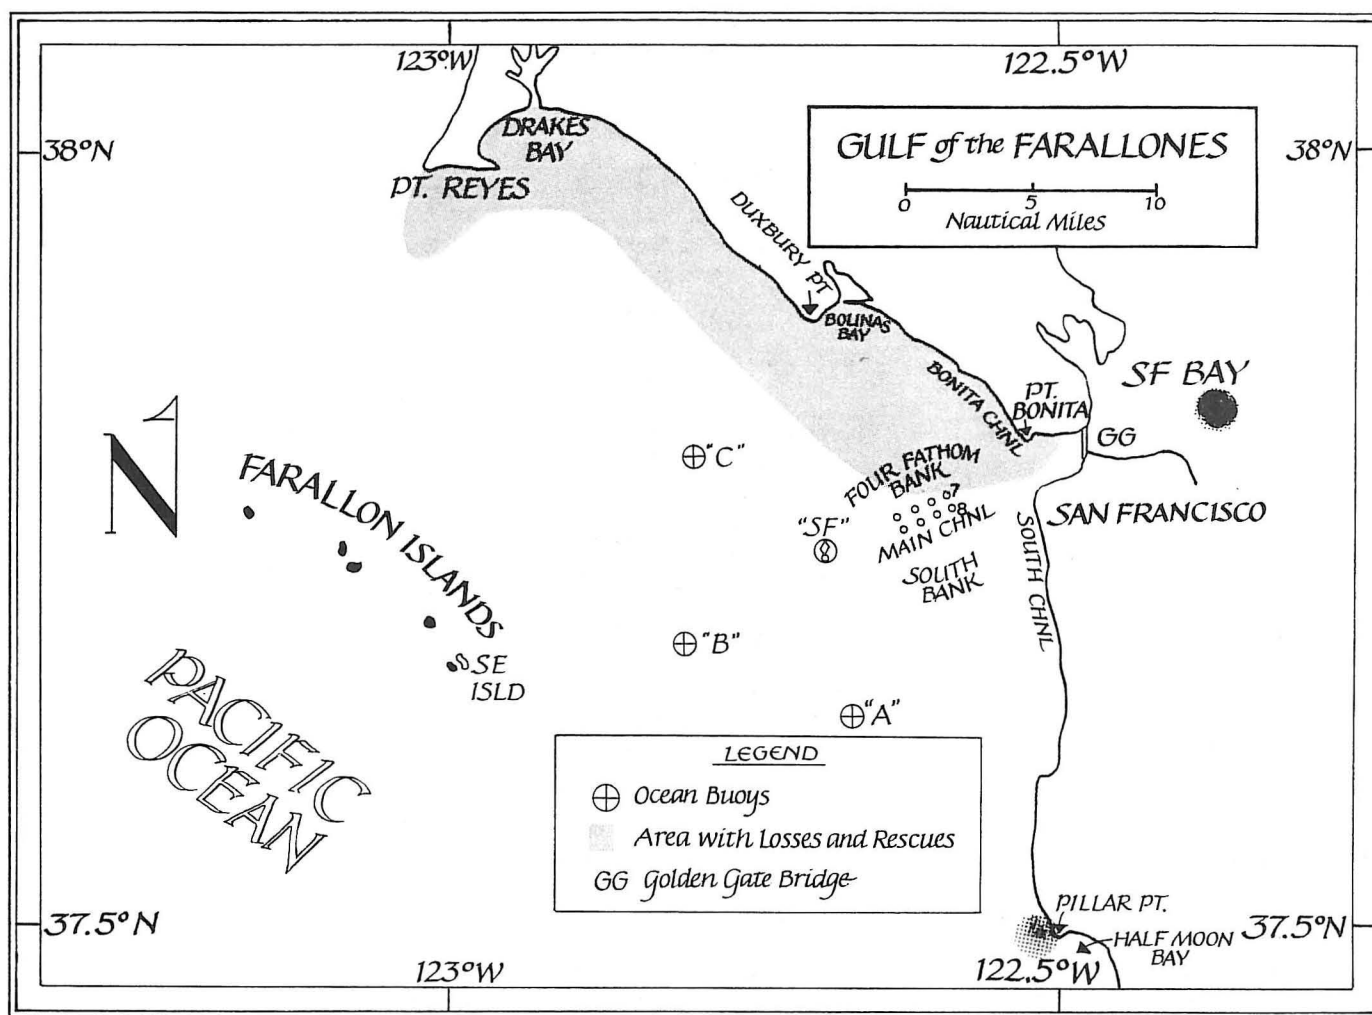 123°W
122.5°W
38°N
38°N
GULF of the FARALLONES
0 5 10
Nautical Miles
DRAKES
BAY
PT. REYES
DUXBURY PT
BOLINAS
BAY
BONITA CHNL
PT.
BONITA
SF BAY
GG
SAN FRANCISCO
N
FARALLON ISLANDS
"C"
FOUR FATHOM
BANK
7
8
"SF"
MAIN CHNL
SOUTH
BANK
SOUTH CHNL
"B"
SE
ISLD
"A"
PACIFIC
OCEAN
LEGEND
Ocean Buoys
Area with Losses and Rescues
GG Golden Gate Bridge
37.5°N
PILLAR PT.
37.5°N
HALF MOON
BAY
123°W
122.5°W